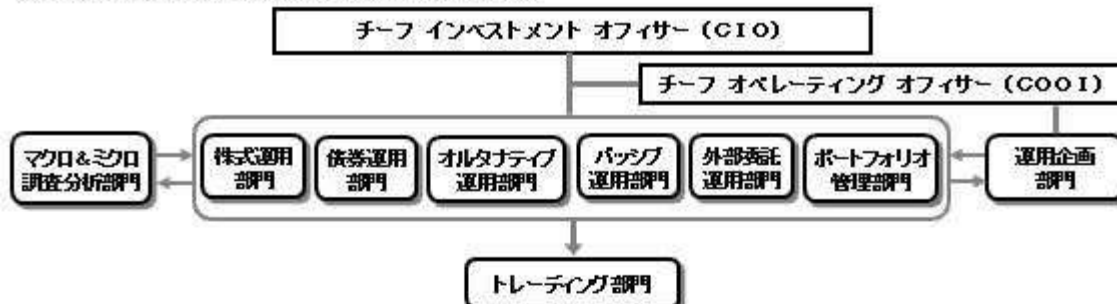 チーフ インベストメント オフィサー (CIO)
チーフ オペレーティング オフィサー (COOI)
マクロ&ミクロ
調査分析部門
株式運用
部門
債券運用
部門
オルタナティブ
運用部門
パッシブ
運用部門
外部委託
運用部門
ポートフォリオ
管理部門
運用企画
部門
トレーディング部門